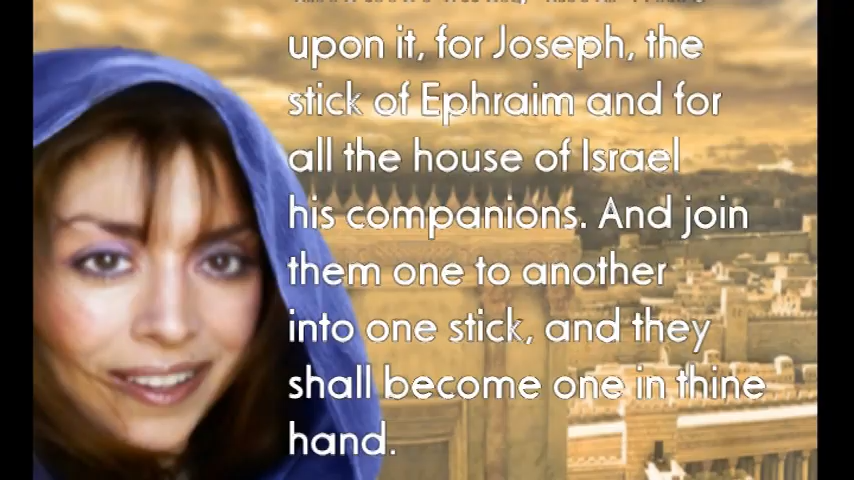 upon it, for Joseph, the
stick of Ephraim and for
all the house of Israel
his companions. And join
them one to another
into one stick, and they
shall become one in thine
hand.